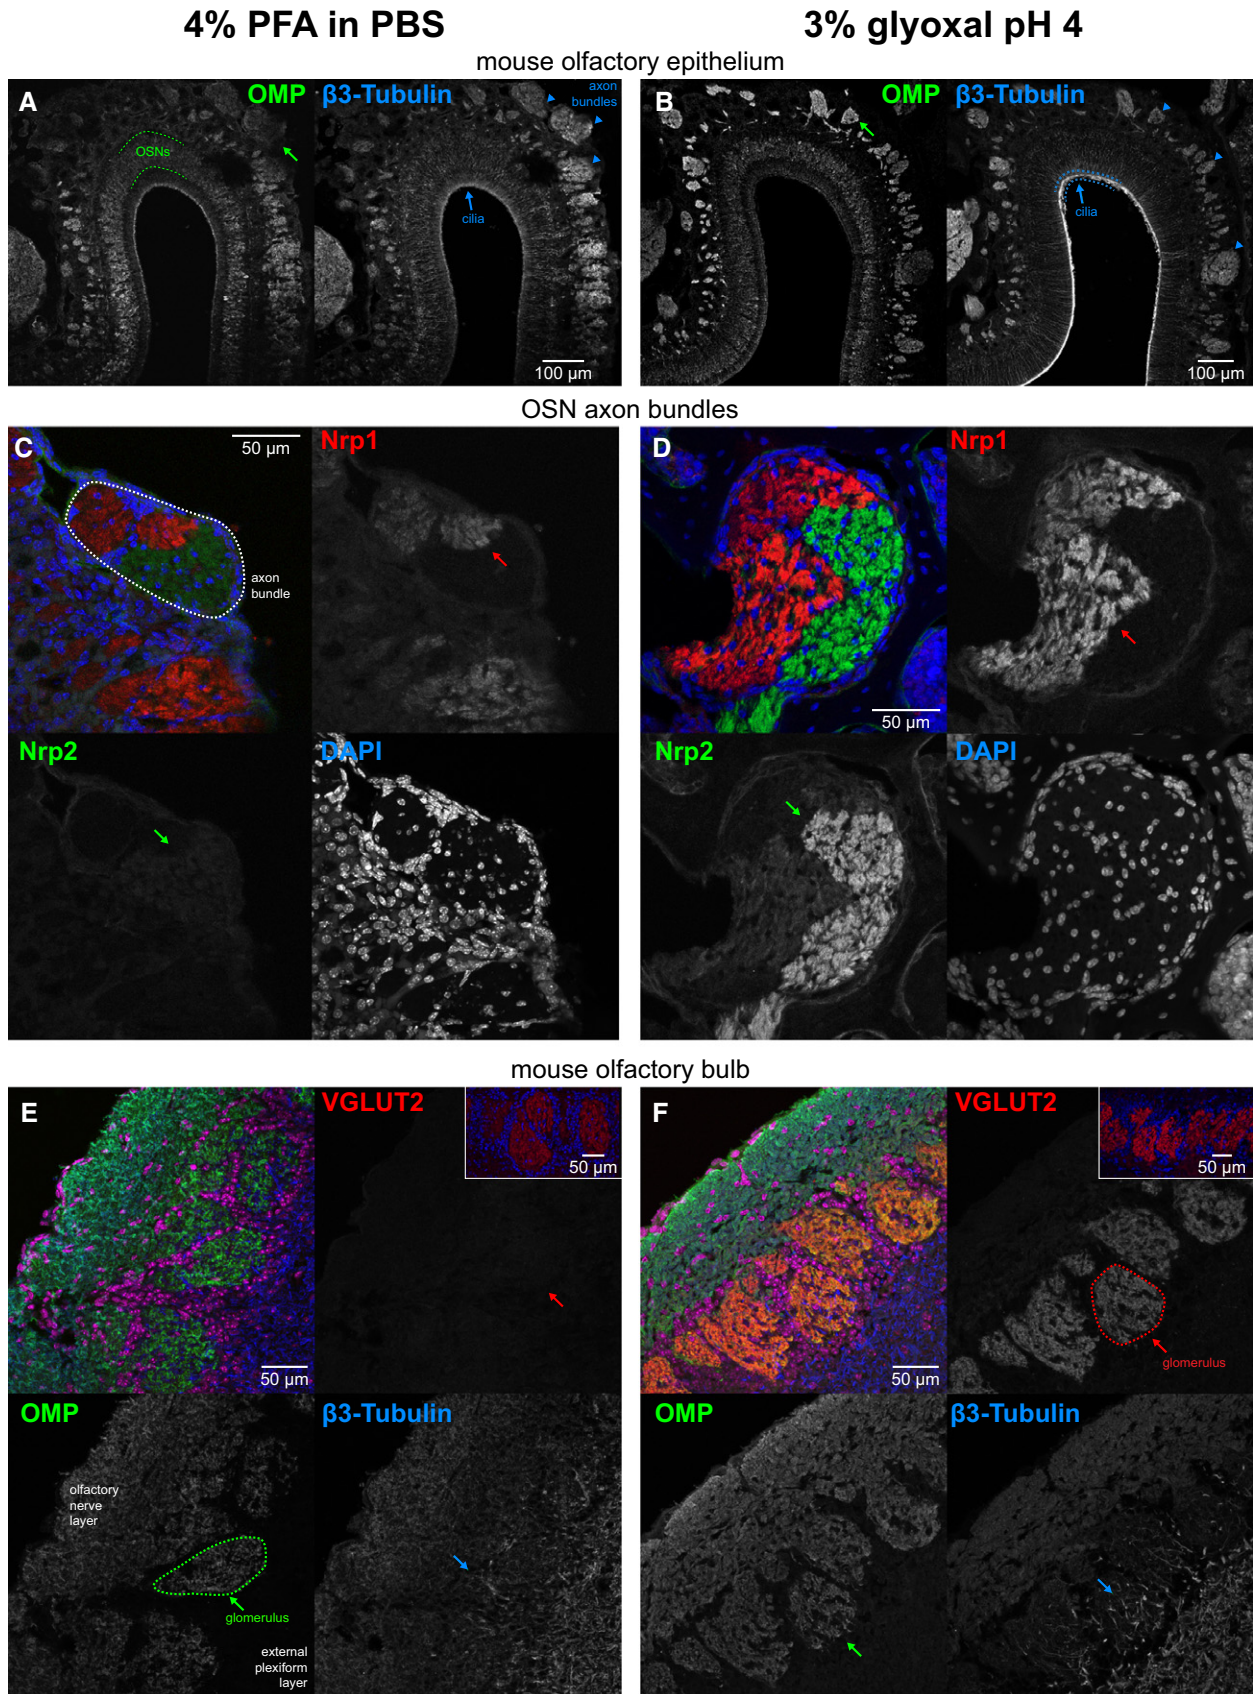 4% PFA in PBS
3% glyoxal pH 4
mouse olfactory epithelium
A
OMP
β3-Tubulin
axon
bundles
OSNs
cilia
100 µm
B
OMP
β3-Tubulin
cilia
100 µm
OSN axon bundles
C
50 µm
Nrp1
axon
bundle
Nrp2
DAPI
D
Nrp1
50 µm
Nrp2
DAPI
mouse olfactory bulb
E
VGLUT2
50 µm
50 µm
OMP
β3-Tubulin
olfactory
nerve
layer
glomerulus
external
plexiform
layer
F
VGLUT2
50 µm
glomerulus
50 µm
OMP
β3-Tubulin